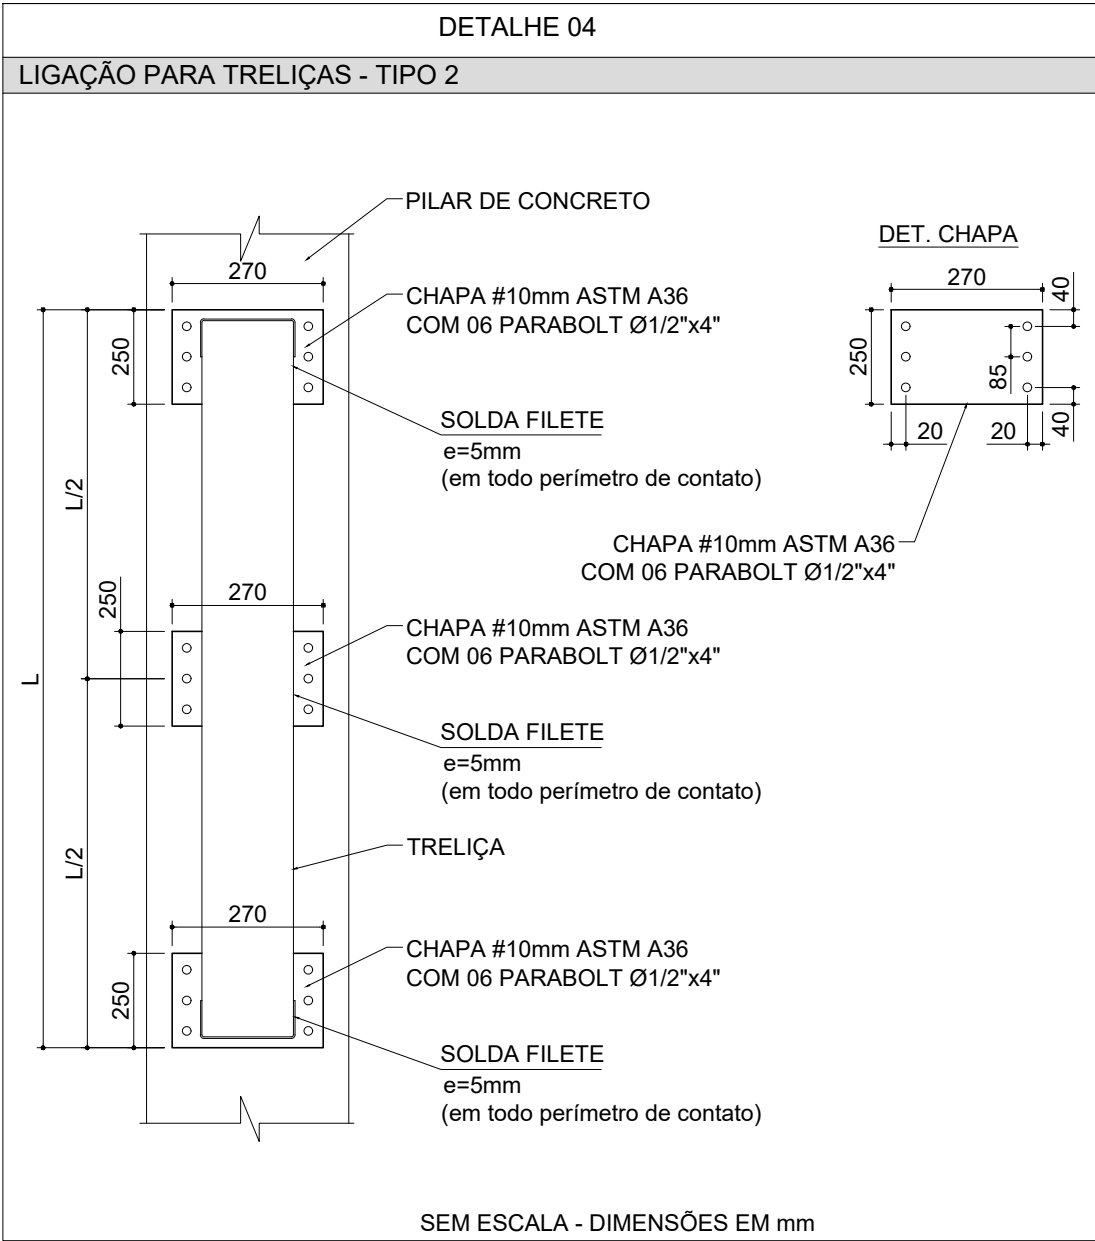 DETALHE 04
LIGAÇÃO PARA TRELIÇAS - TIPO 2
PILAR DE CONCRETO
270
CHAPA #10mm ASTM A36
COM 06 PARABOLT Ø1/2"x4"
250
SOLDA FILETE
e=5mm
(em todo perímetro de contato)
L/2
DET. CHAPA
270
40
250
85
20
20
40
CHAPA #10mm ASTM A36
COM 06 PARABOLT Ø1/2"x4"
250
270
CHAPA #10mm ASTM A36
COM 06 PARABOLT Ø1/2"x4"
L
SOLDA FILETE
e=5mm
(em todo perímetro de contato)
L/2
TRELIÇA
270
CHAPA #10mm ASTM A36
COM 06 PARABOLT Ø1/2"x4"
250
SOLDA FILETE
e=5mm
(em todo perímetro de contato)
SEM ESCALA - DIMENSÕES EM mm